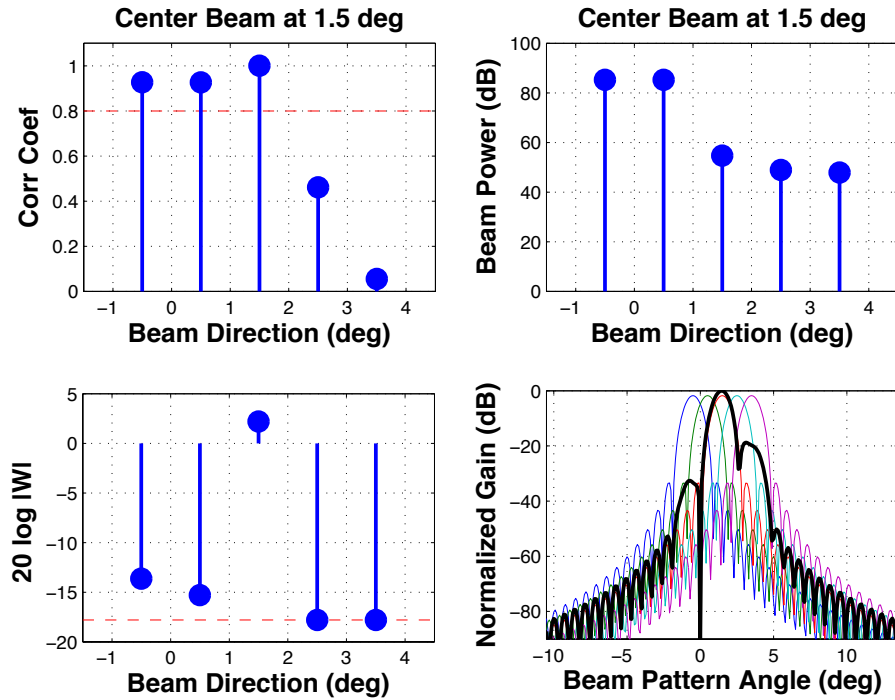 Center Beam at 1.5 deg
Corr Coef
1
0.8
0.6
0.4
0.2
0
−1 0 1 2 3 4
Beam Direction (deg)
Center Beam at 1.5 deg
Beam Power (dB)
100
80
60
40
20
0
−1 0 1 2 3 4
Beam Direction (deg)
20 log |W|
5
0
−5
−10
−15
−20
−1 0 1 2 3 4
Beam Direction (deg)
Normalized Gain (dB)
0
−20
−40
−60
−80
−10 −5 0 5 10
Beam Pattern Angle (deg)